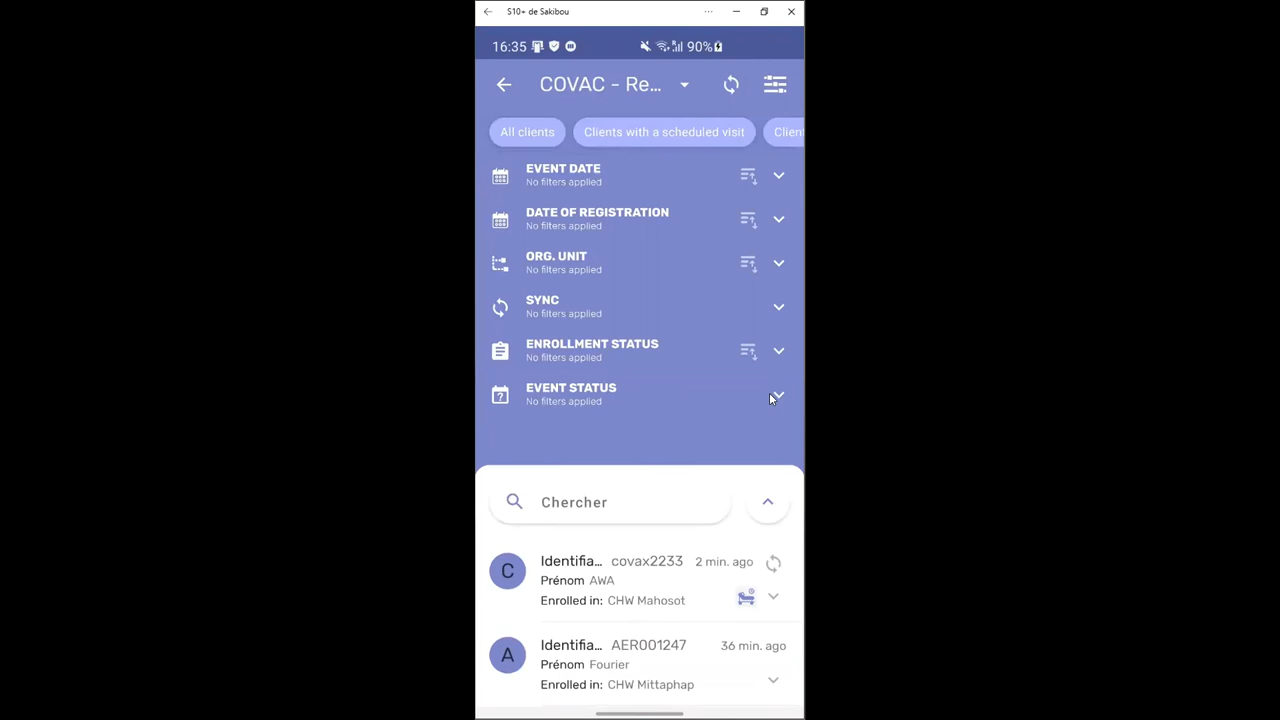 S10+ de Sakibou
16:35 90%
COVAC - Re...
All clients Clients with a scheduled visit Clien
EVENT DATE
No filters applied
DATE OF REGISTRATION
No filters applied
ORG. UNIT
No filters applied
SYNC
No filters applied
ENROLLMENT STATUS
No filters applied
EVENT STATUS
No filters applied
Chercher
C Identifia... covax2233 2 min. ago
Prénom AWA
Enrolled in: CHW Mahosot
A Identifia... AER001247 36 min. ago
Prénom Fourier
Enrolled in: CHW Mittaphap